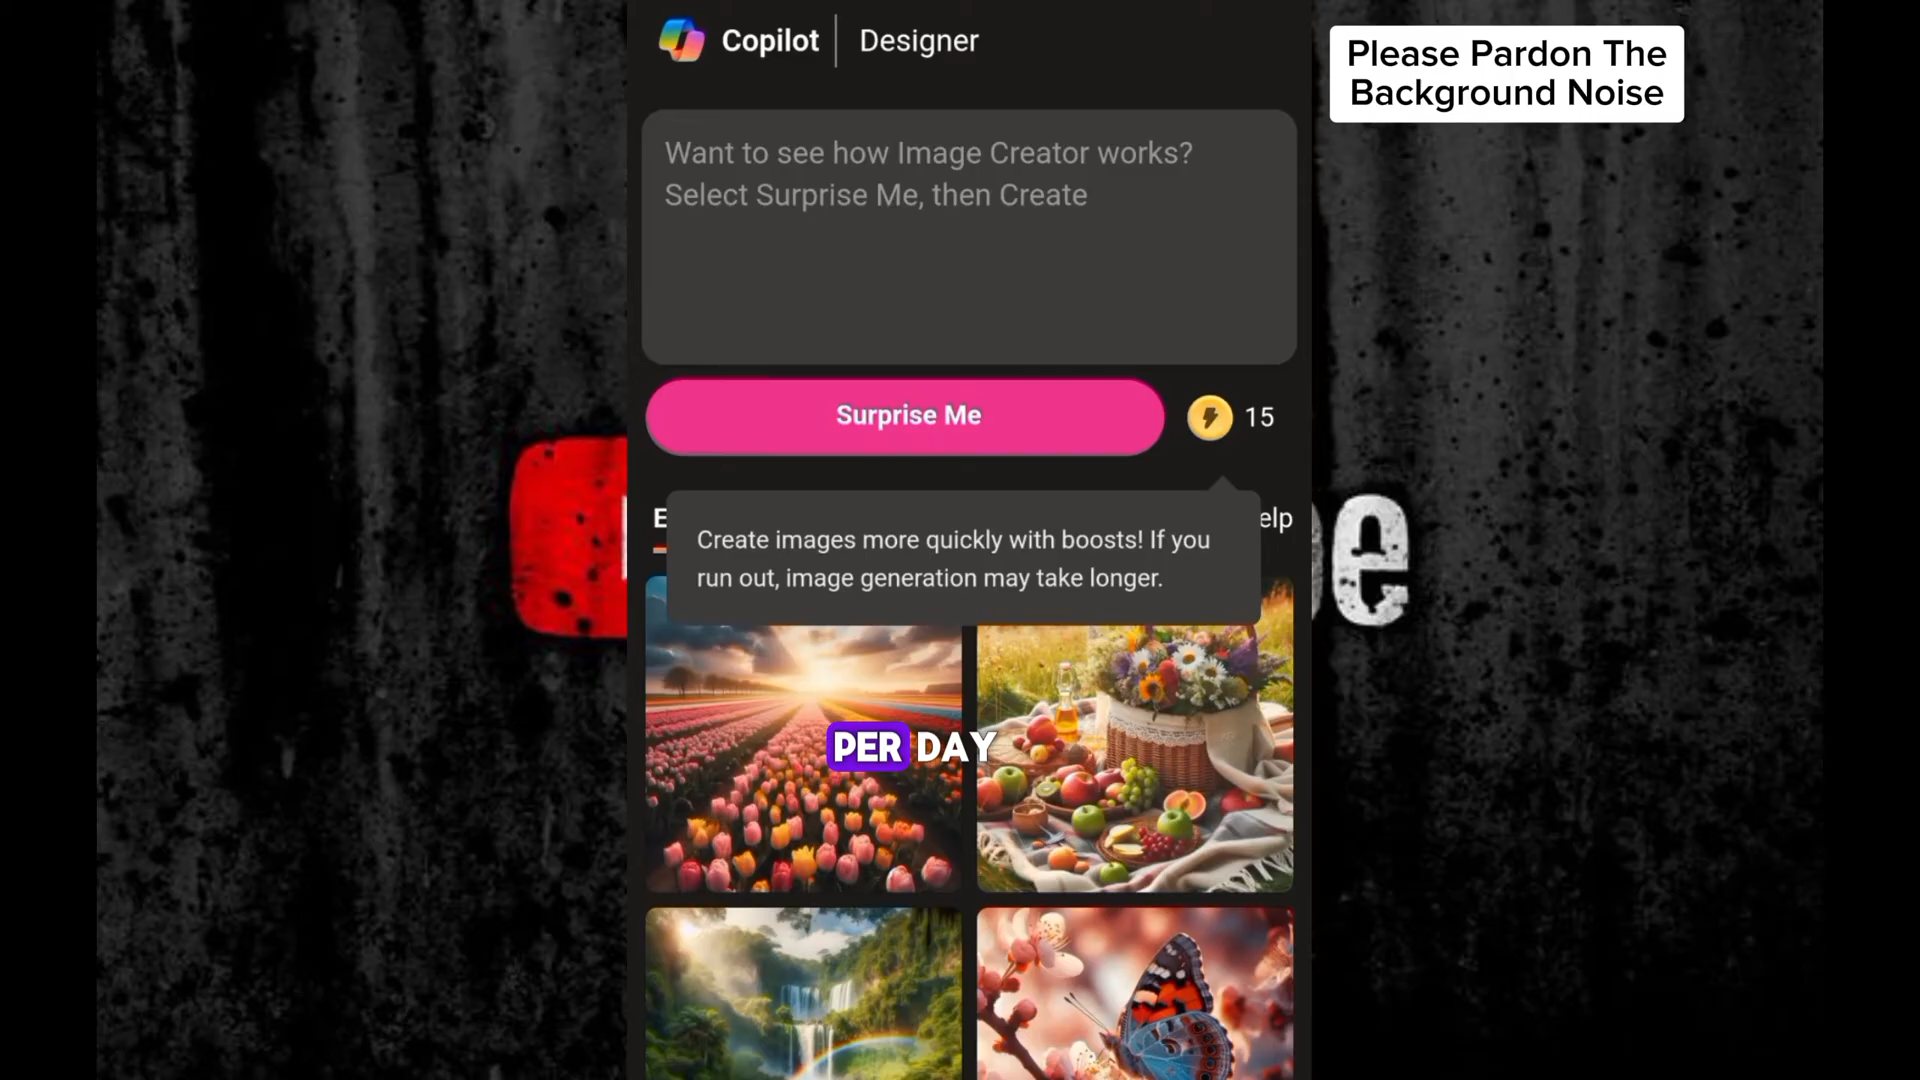 Copilot | Designer
Please Pardon The
Background Noise
Want to see how Image Creator works?
Select Surprise Me, then Create
Surprise Me
15
E
elp
Create images more quickly with boosts! If you
run out, image generation may take longer.
e
PER DAY